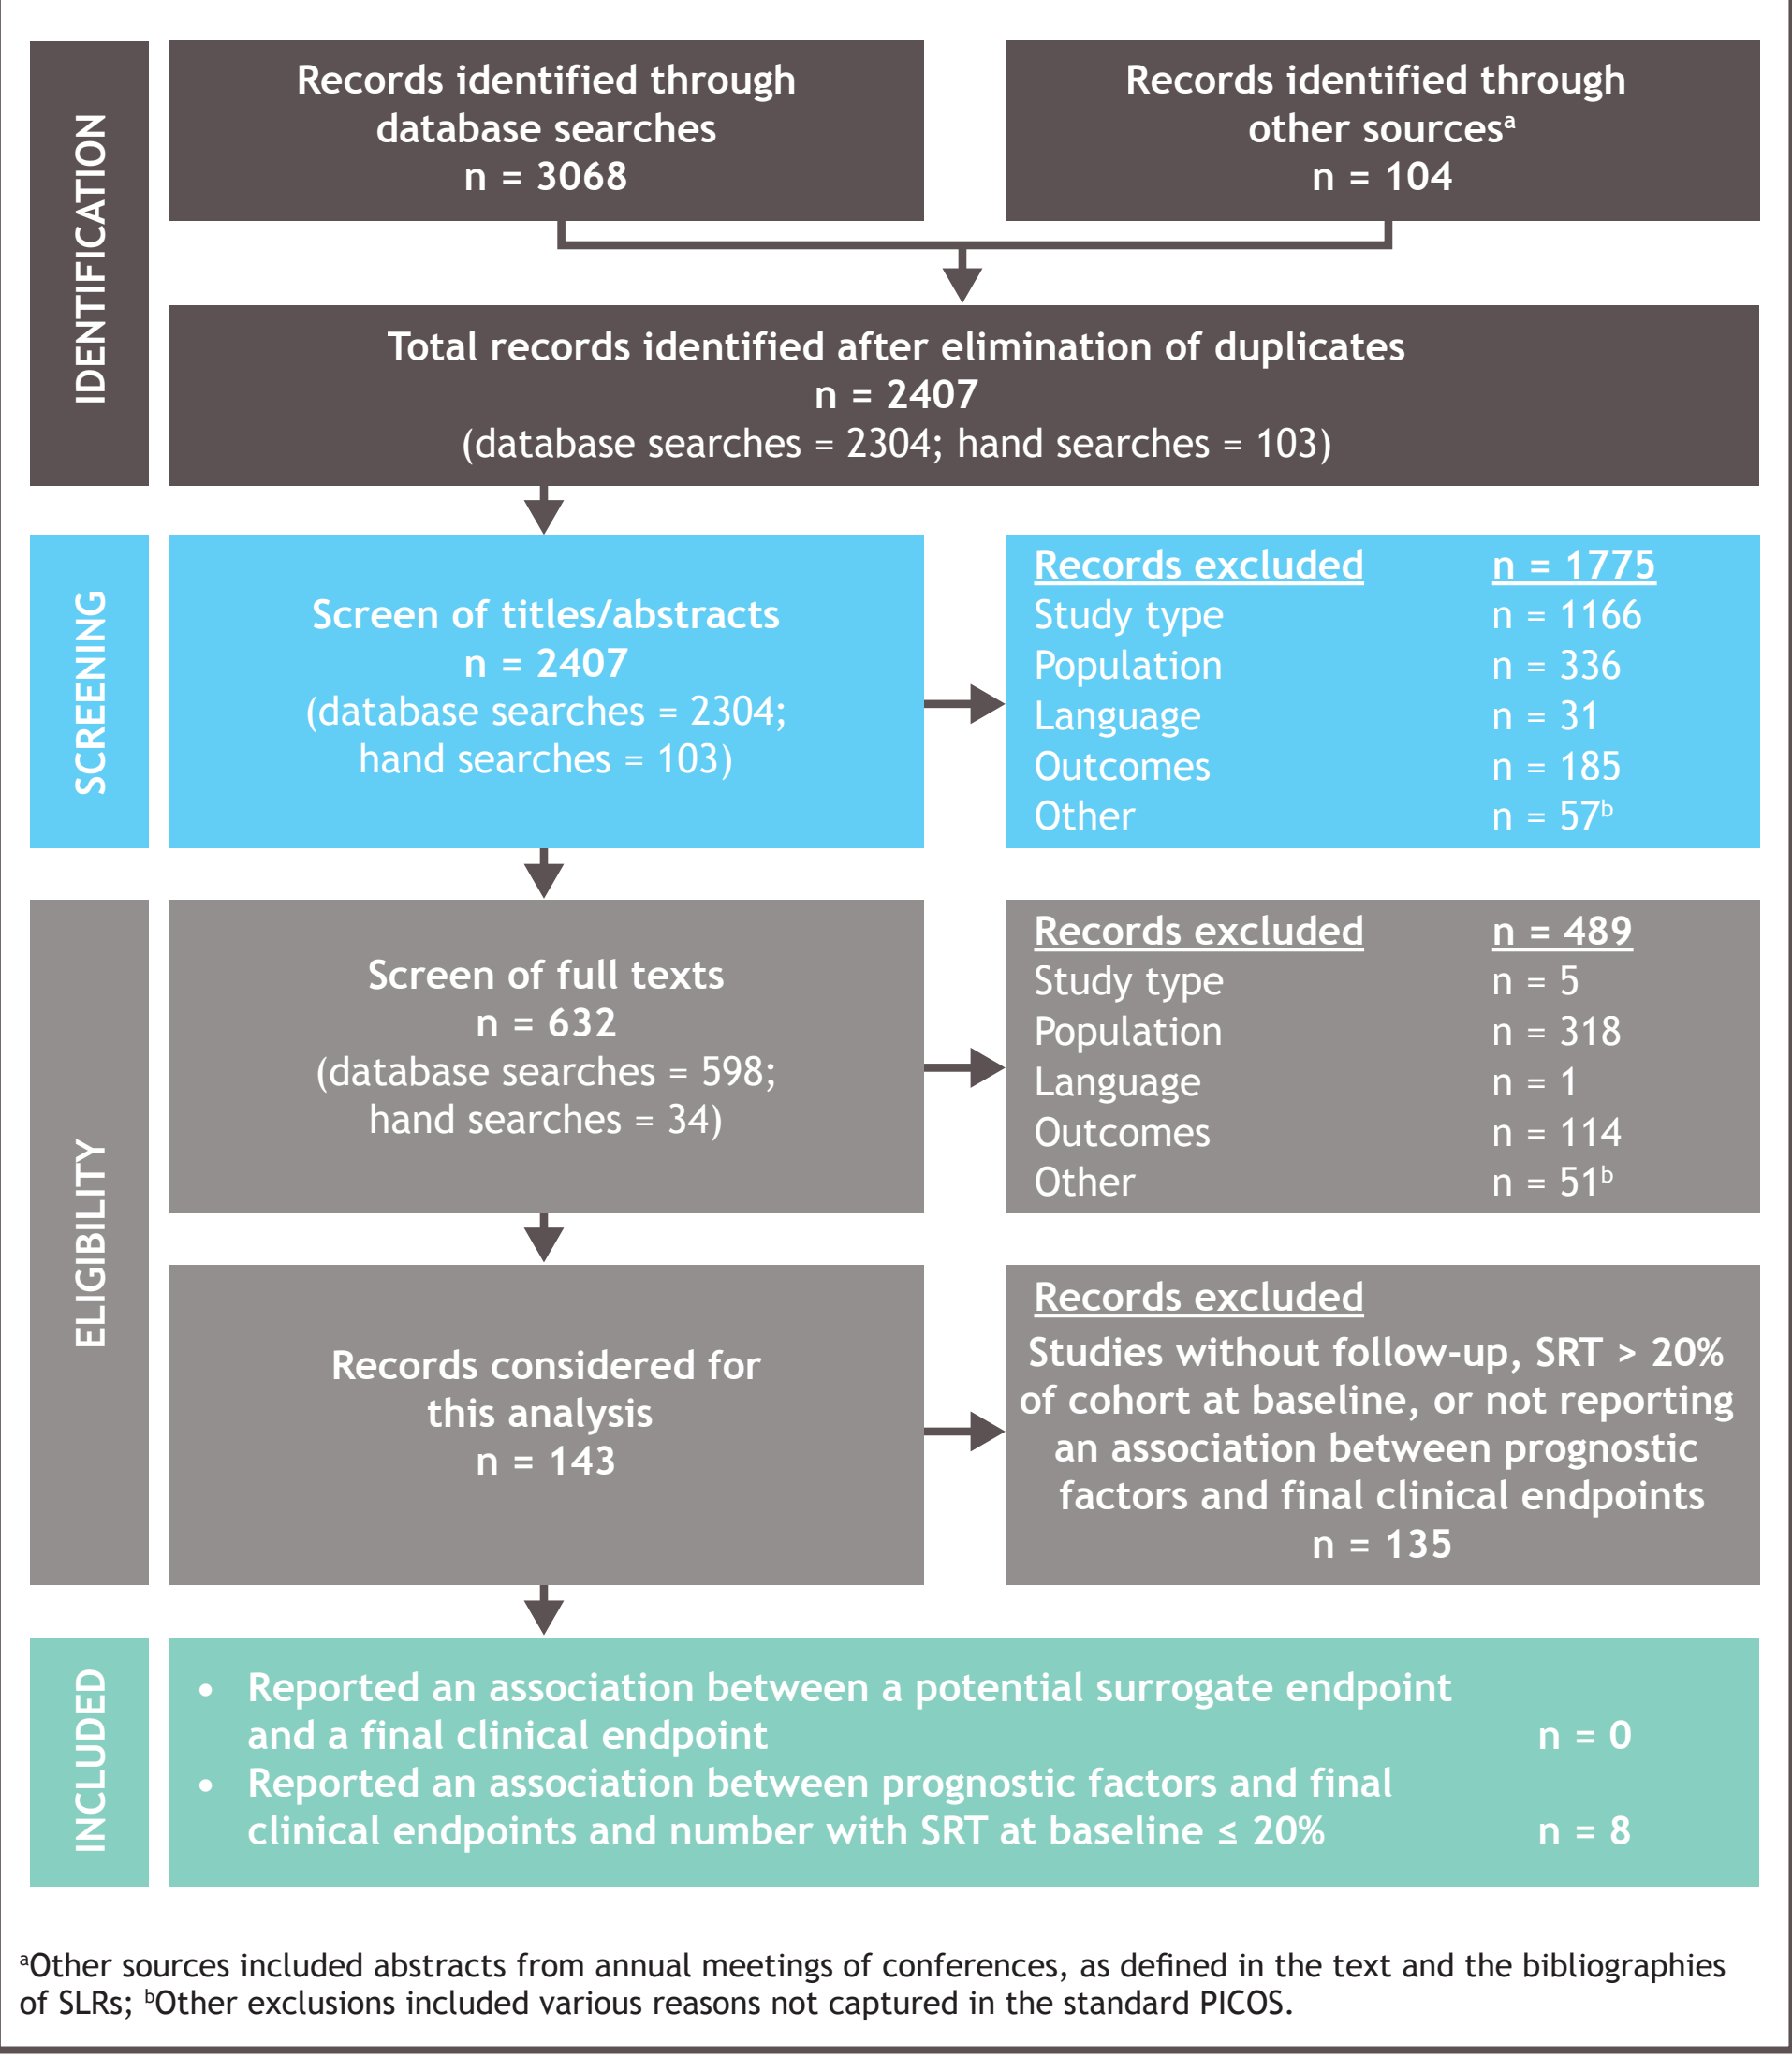 IDENTIFICATION
Records identified through
database searches
n = 3068
Records identified through
other sourcesᵃ
n = 104
Total records identified after elimination of duplicates
n = 2407
(database searches = 2304; hand searches = 103)
SCREENING
Screen of titles/abstracts
n = 2407
(database searches = 2304;
hand searches = 103)
Records excluded n = 1775
Study type n = 1166
Population n = 336
Language n = 31
Outcomes n = 185
Other n = 57ᵇ
ELIGIBILITY
Screen of full texts
n = 632
(database searches = 598;
hand searches = 34)
Records excluded n = 489
Study type n = 5
Population n = 318
Language n = 1
Outcomes n = 114
Other n = 51ᵇ
Records considered for
this analysis
n = 143
Records excluded
Studies without follow-up, SRT > 20%
of cohort at baseline, or not reporting
an association between prognostic
factors and final clinical endpoints
n = 135
INCLUDED
• Reported an association between a potential surrogate endpoint
and a final clinical endpoint n = 0
• Reported an association between prognostic factors and final
clinical endpoints and number with SRT at baseline ≤ 20% n = 8
ᵃOther sources included abstracts from annual meetings of conferences, as defined in the text and the bibliographies
of SLRs; ᵇOther exclusions included various reasons not captured in the standard PICOS.